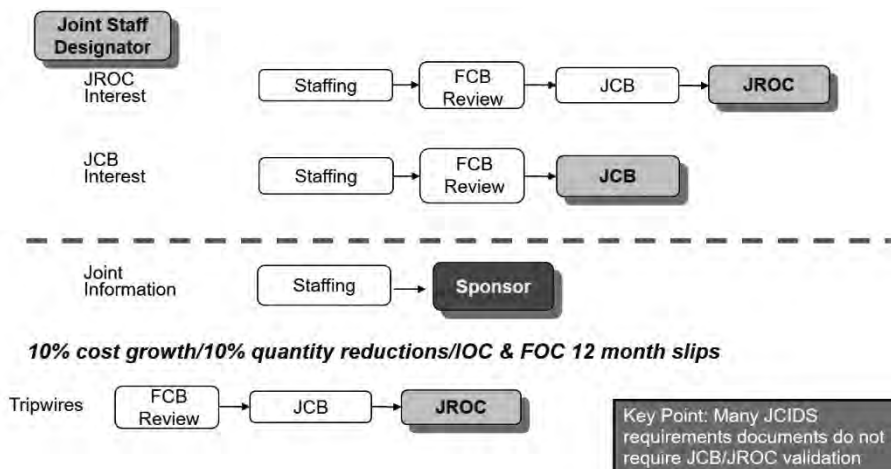 Joint Staff
Designator
JROC
Interest
Staffing
FCB
Review
JCB
JROC
JCB
Interest
Staffing
FCB
Review
JCB
Joint
Information
Staffing
Sponsor
10% cost growth/10% quantity reductions/IOC & FOC 12 month slips
Tripwires
FCB
Review
JCB
JROC
Key Point: Many JCIDS
requirements documents do not
require JCB/JROC validation